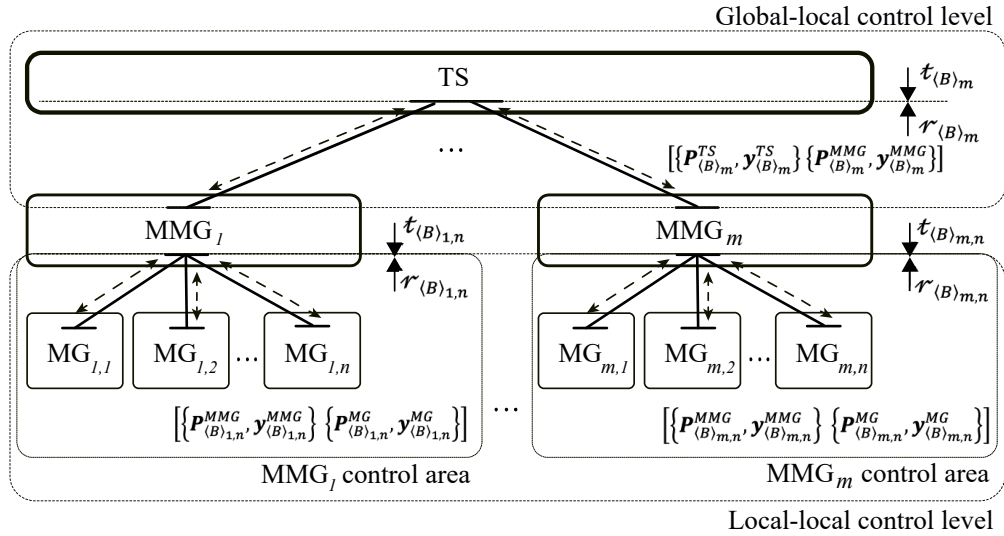 Global-local control level
TS
𝓉⟨B⟩m
𝓇⟨B⟩m
...
[{P^TS_⟨B⟩m, y^TS_⟨B⟩m} {P^MMG_⟨B⟩m, y^MMG_⟨B⟩m}]
MMG1 𝓉⟨B⟩1,n MMGm 𝓉⟨B⟩m,n
𝓇⟨B⟩1,n 𝓇⟨B⟩m,n
MG1,1 MG1,2 ... MG1,n MGm,1 MGm,2 ... MGm,n
...
[{P^MMG_⟨B⟩1,n, y^MMG_⟨B⟩1,n} {P^MG_⟨B⟩1,n, y^MG_⟨B⟩1,n}] [{P^MMG_⟨B⟩m,n, y^MMG_⟨B⟩m,n} {P^MG_⟨B⟩m,n, y^MG_⟨B⟩m,n}]
MMG1 control area MMGm control area
Local-local control level